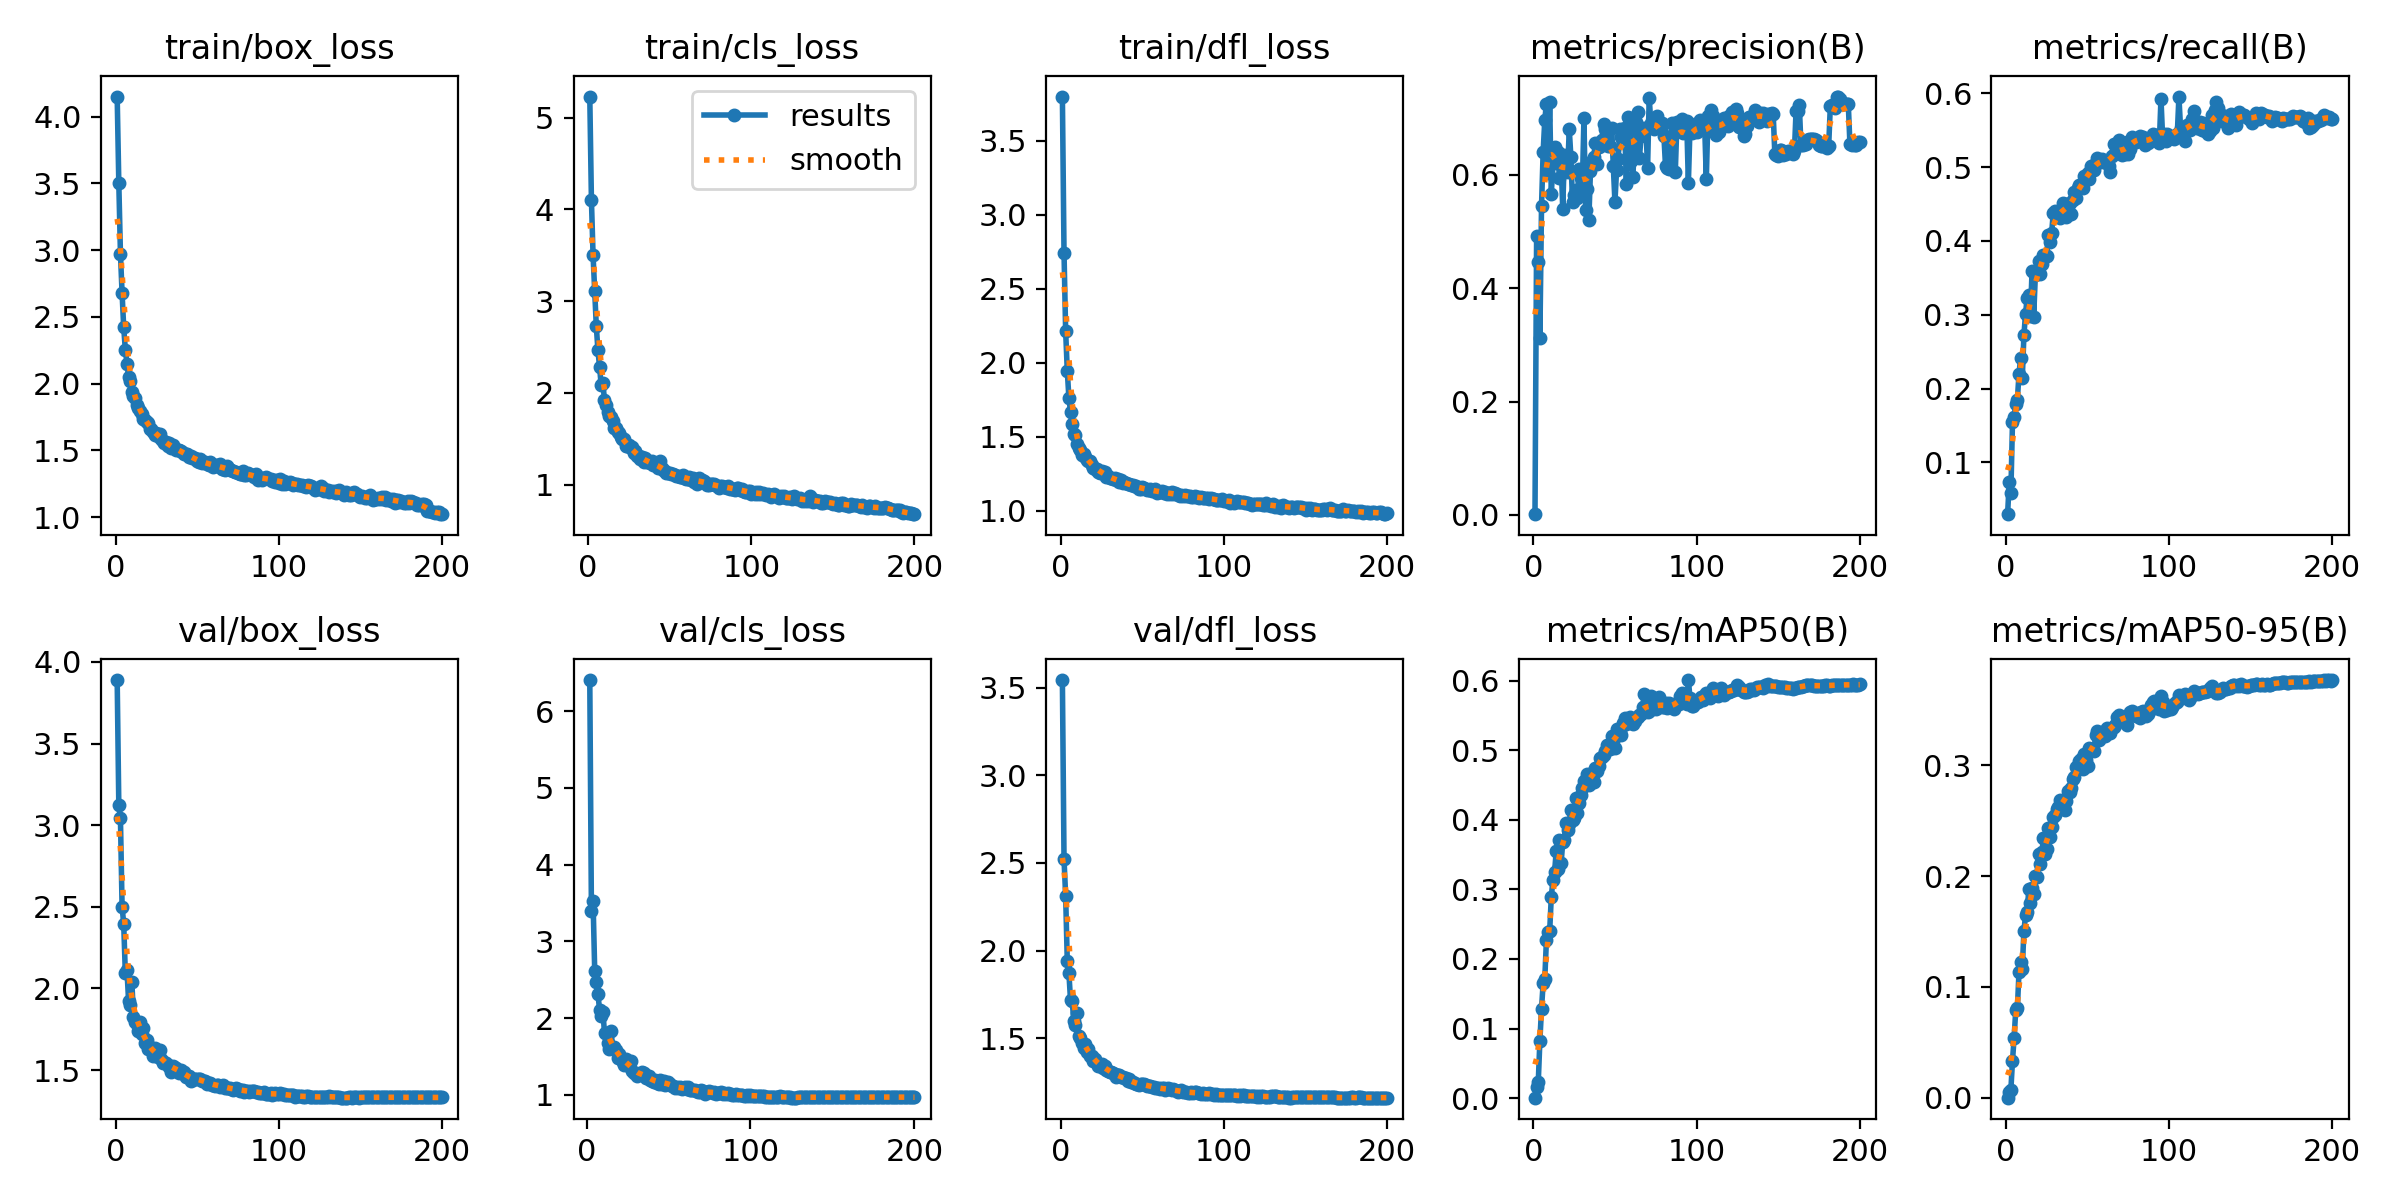 train/box_loss
4.0
3.5
3.0
2.5
2.0
1.5
1.0
0 100 200
train/cls_loss
results
smooth
5
4
3
2
1
0 100 200
train/dfl_loss
3.5
3.0
2.5
2.0
1.5
1.0
0 100 200
metrics/precision(B)
0.6
0.4
0.2
0.0
0 100 200
metrics/recall(B)
0.6
0.5
0.4
0.3
0.2
0.1
0 100 200
val/box_loss
4.0
3.5
3.0
2.5
2.0
1.5
0 100 200
val/cls_loss
6
5
4
3
2
1
0 100 200
val/dfl_loss
3.5
3.0
2.5
2.0
1.5
0 100 200
metrics/mAP50(B)
0.6
0.5
0.4
0.3
0.2
0.1
0.0
0 100 200
metrics/mAP50-95(B)
0.3
0.2
0.1
0.0
0 100 200